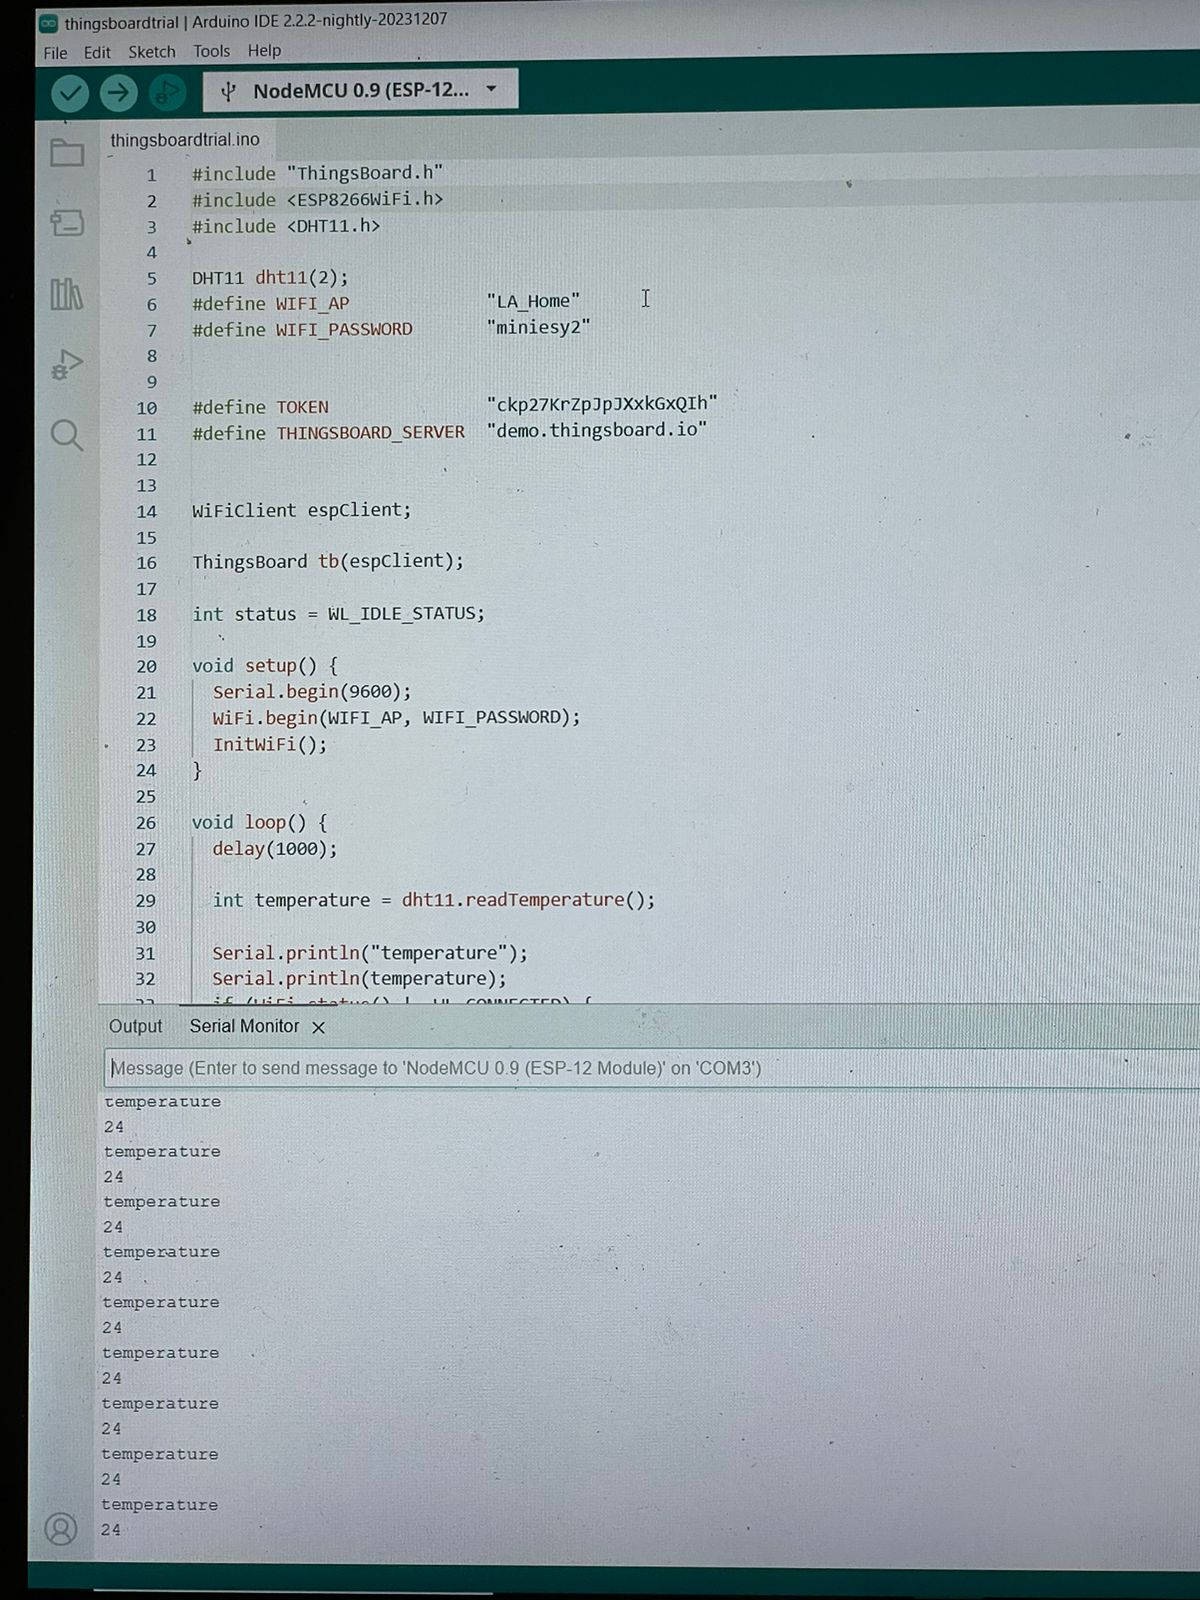 thingsboardtrial | Arduino IDE 2.2.2-nightly-20231207
File Edit Sketch Tools Help
NodeMCU 0.9 (ESP-12...
thingsboardtrial.ino
1 #include "ThingsBoard.h"
2 #include <ESP8266WiFi.h>
3 #include <DHT11.h>
4
5 DHT11 dht11(2);
6 #define WIFI_AP "LA_Home"
7 #define WIFI_PASSWORD "miniesy2"
8
9
10 #define TOKEN "ckp27KrZpJpJXxkGxQIh"
11 #define THINGSBOARD_SERVER "demo.thingsboard.io"
12
13
14 WiFiClient espClient;
15
16 ThingsBoard tb(espClient);
17
18 int status = WL_IDLE_STATUS;
19
20 void setup() {
21 Serial.begin(9600);
22 WiFi.begin(WIFI_AP, WIFI_PASSWORD);
23 InitWiFi();
24 }
25
26 void loop() {
27 delay(1000);
28
29 int temperature = dht11.readTemperature();
30
31 Serial.println("temperature");
32 Serial.println(temperature);
Output Serial Monitor
Message (Enter to send message to 'NodeMCU 0.9 (ESP-12 Module)' on 'COM3')
temperature
24
temperature
24
temperature
24
temperature
24
temperature
24
temperature
24
temperature
24
temperature
24
temperature
24